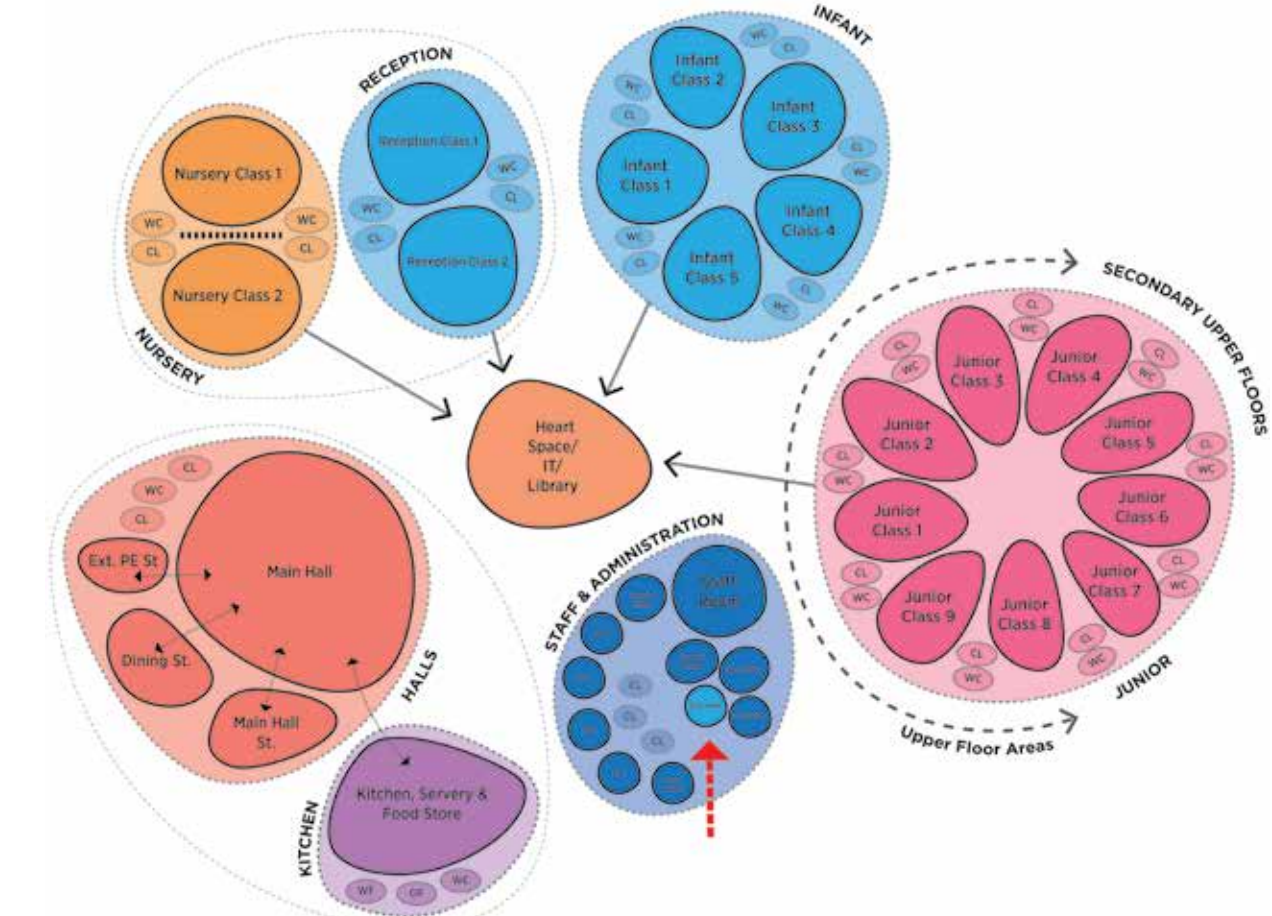 RECEPTION
Reception Class 1
WC
CL
WC
CL
Reception Class 2
Nursery Class 1
WC
CL
WC
CL
Nursery Class 2
NURSERY
INFANT
Infant
Class 2
WC
CL
Infant
Class 3
WC
CL
CL
WC
Infant
Class 1
Infant
Class 4
WC
CL
Infant
Class 5
CL
WC
Heart
Space/
IT/
Library
SECONDARY UPPER FLOORS
CL
WC
Junior
Class 3
Junior
Class 4
CL
WC
CL
WC
Junior
Class 2
Junior
Class 5
CL
WC
CL
WC
Junior
Class 1
Junior
Class 6
CL
WC
CL
WC
Junior
Class 9
Junior
Class 8
Junior
Class 7
CL
WC
CL
WC
JUNIOR
Upper Floor Areas
CL
WC
CL
Ext. PE St
Main Hall
Dining St.
Main Hall
St.
HALLS
Kitchen, Servery &
Food Store
KITCHEN
WC
STAFF & ADMINISTRATION
Staff
Room
CL
CL
CL